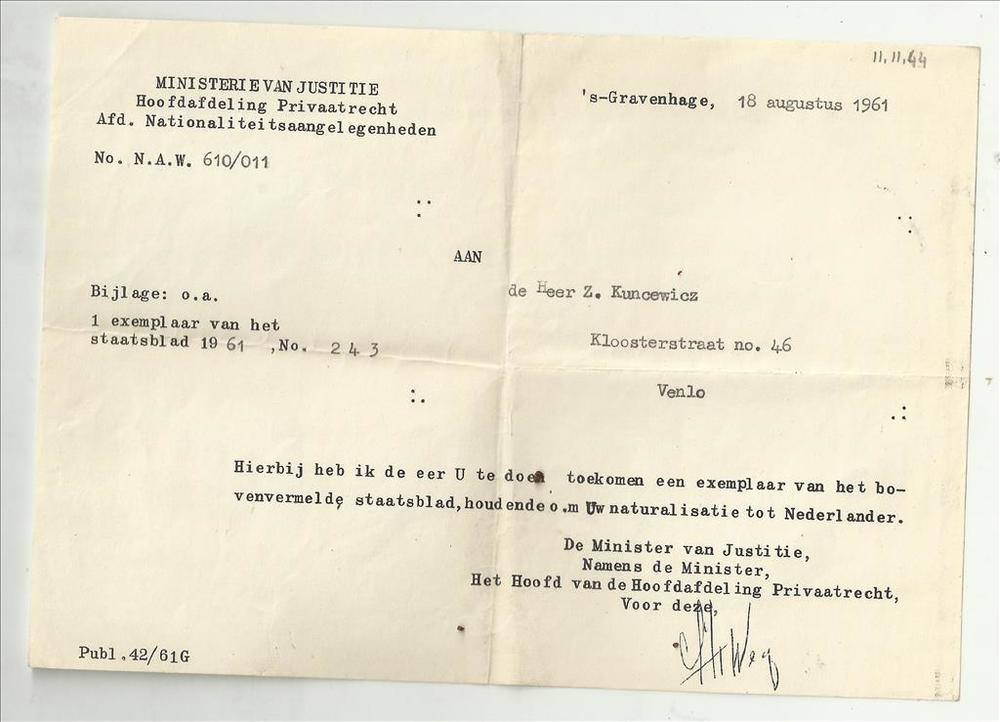 11.11.44
MINISTERIE VAN JUSTITIE
Hoofdafdeling Privaatrecht
Afd. Nationaliteitsaangelegenheden
's-Gravenhage, 18 augustus 1961
No. N.A.W. 610/011
AAN
Bijlage: o.a.
1 exemplaar van het
staatsblad 1961 ,No. 243
de Heer Z. Kuncewicz
Kloosterstraat no. 46
Venlo
Hierbij heb ik de eer U te doen toekomen een exemplaar van het bo-
venvermelde staatsblad, houdende o.m Uw naturalisatie tot Nederlander.
De Minister van Justitie,
Namens de Minister,
Het Hoofd van de Hoofdafdeling Privaatrecht,
Voor deze,
Publ.42/61G